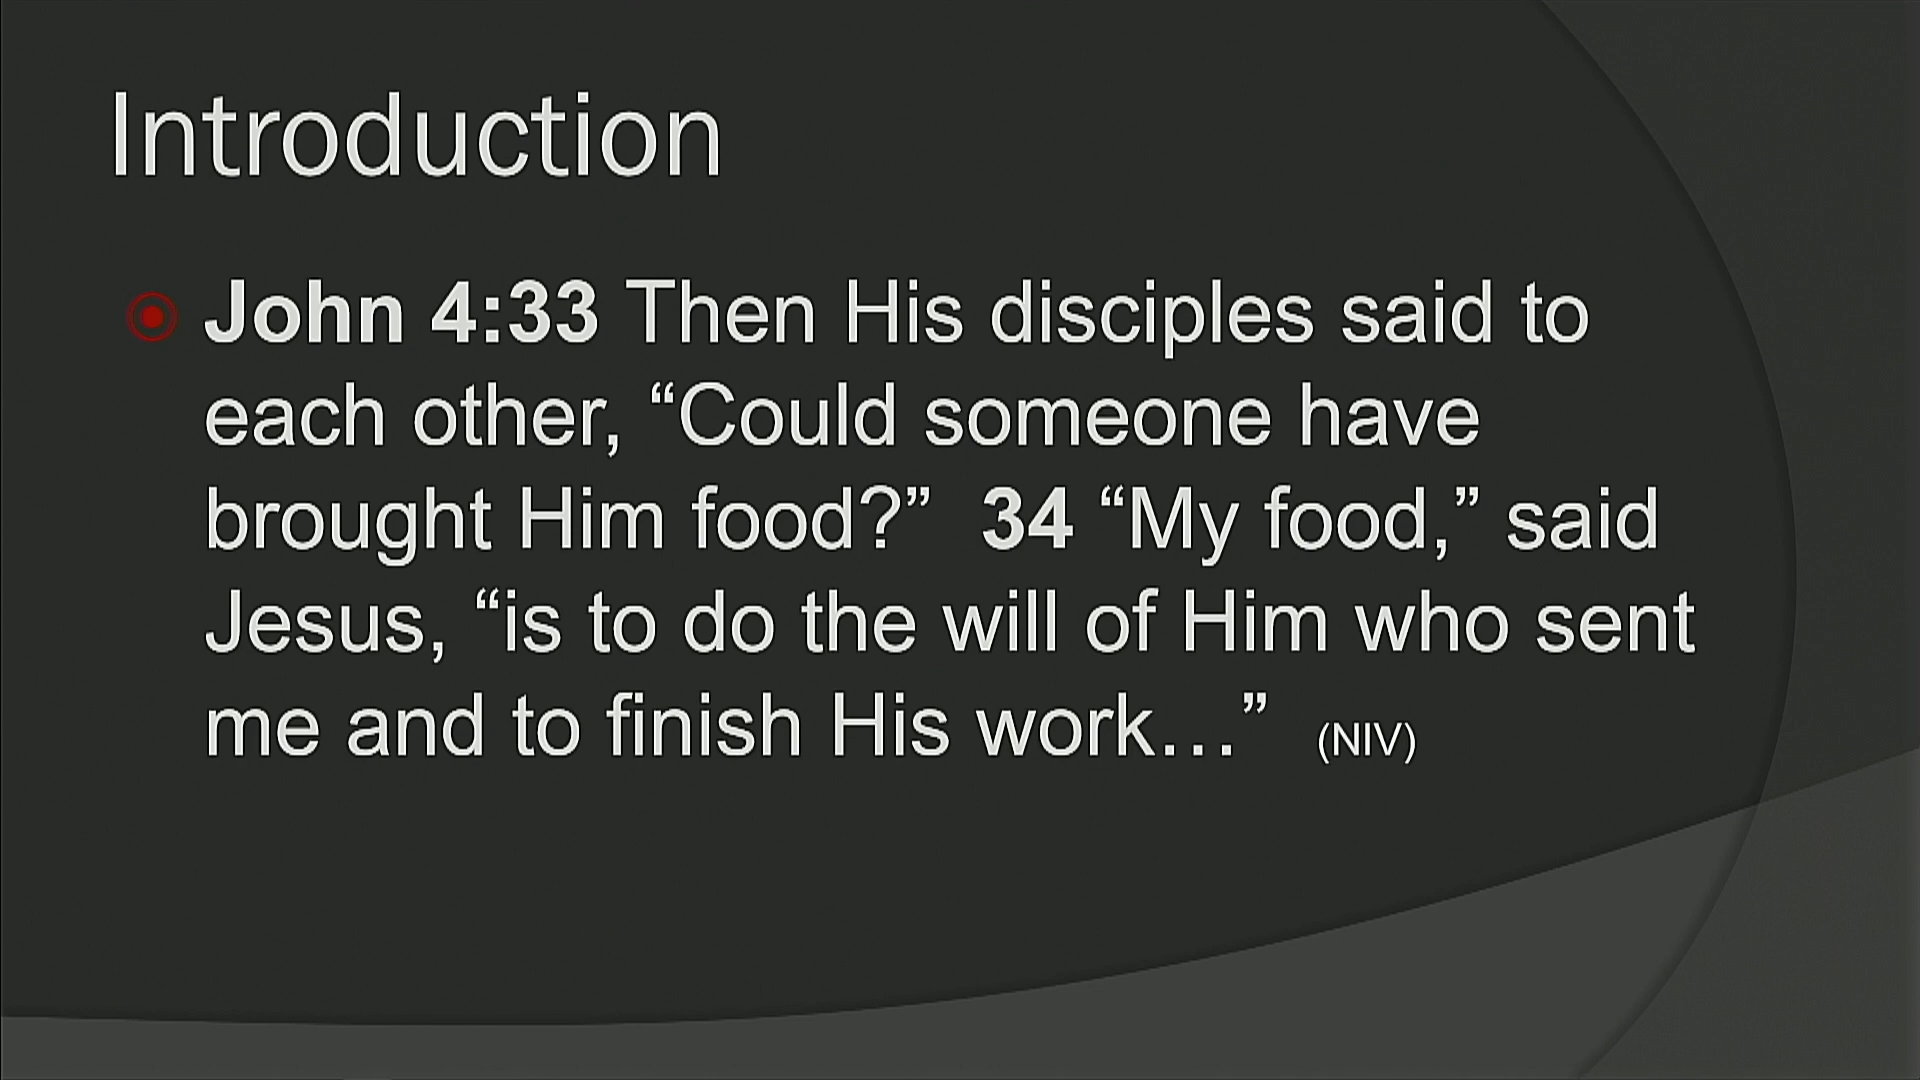 Introduction
John 4:33 Then His disciples said to
each other, “Could someone have
brought Him food?”  34 “My food,” said
Jesus, “is to do the will of Him who sent
me and to finish His work…”  (NIV)